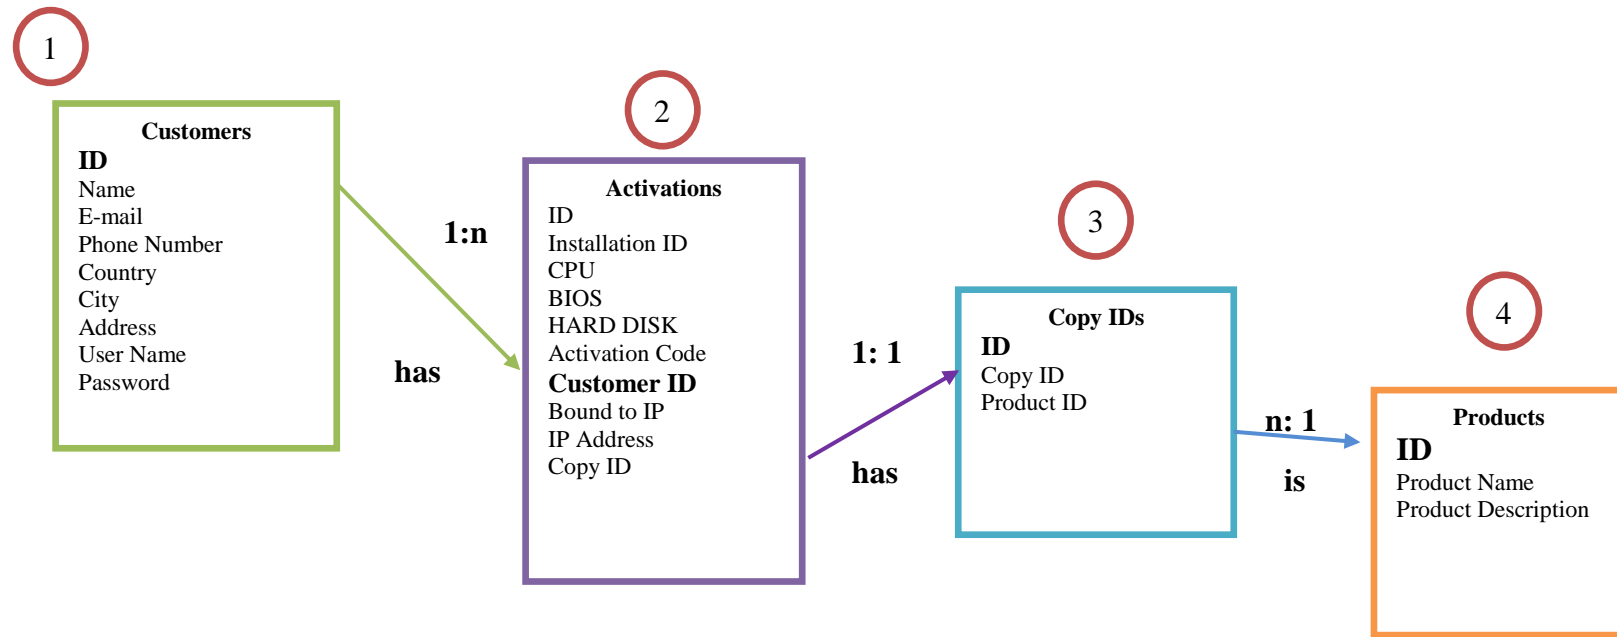 1
Customers
ID
Name
E-mail
Phone Number
Country
City
Address
User Name
Password
1:n
has
2
Activations
ID
Installation ID
CPU
BIOS
HARD DISK
Activation Code
Customer ID
Bound to IP
IP Address
Copy ID
1: 1
has
3
Copy IDs
ID
Copy ID
Product ID
n: 1
is
4
Products
ID
Product Name
Product Description